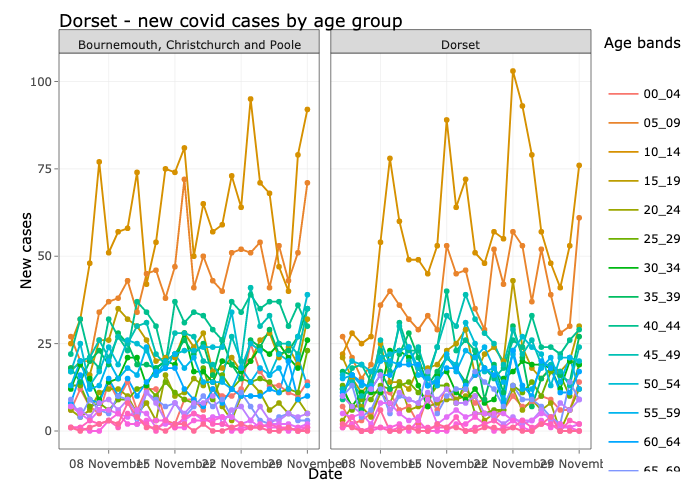 Dorset - new covid cases by age group
Bournemouth, Christchurch and Poole
Dorset
Age bands
00_04
05_09
10_14
15_19
20_24
25_29
30_34
35_39
40_44
45_49
50_54
55_59
60_64
65_69
New cases
100
75
50
25
0
08 November
15 November
22 November
29 November
08 November
15 November
22 November
29 Novemb
Date